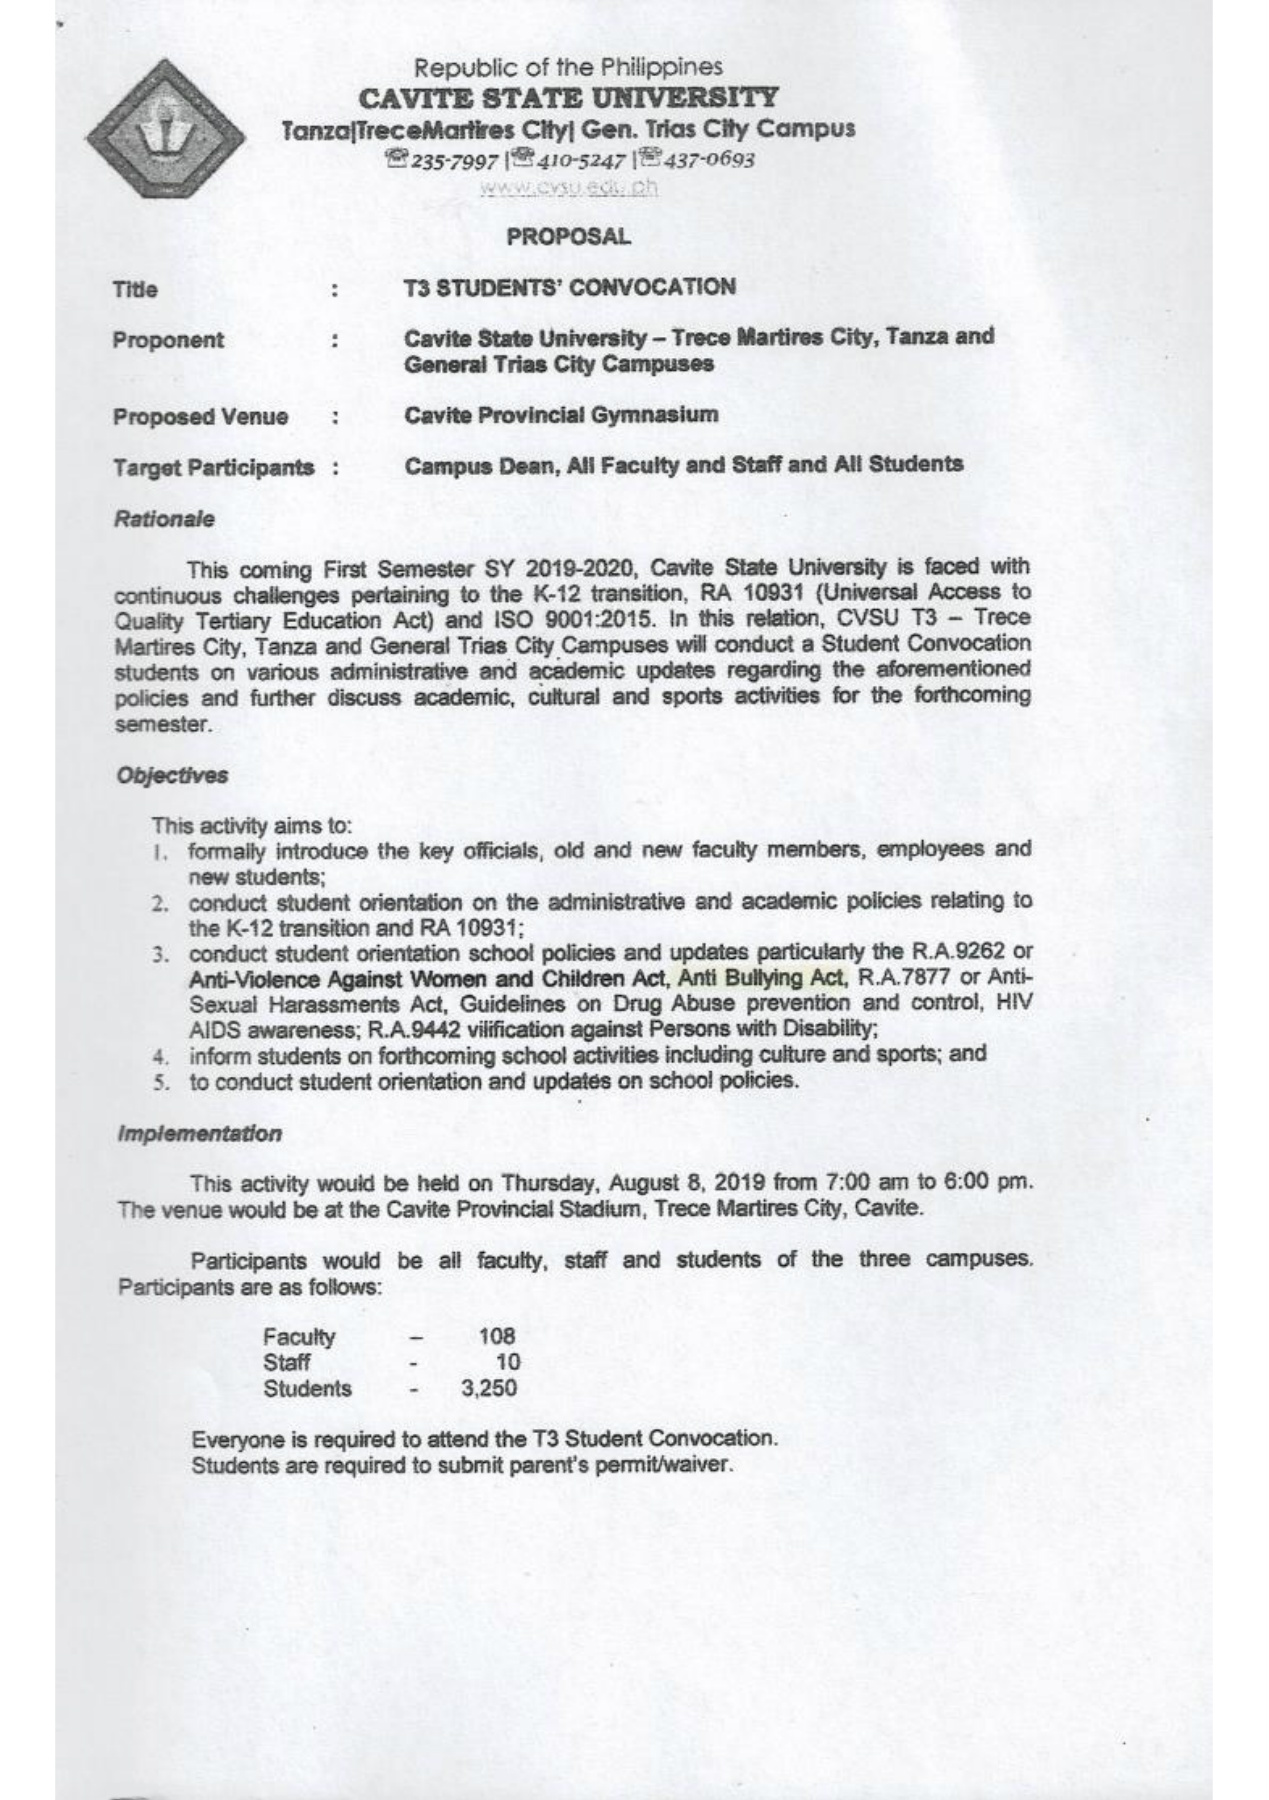 Republic of the Philippines
CAVITE STATE UNIVERSITY
Tanza|TreceMartires City| Gen. Trias City Campus
☏235-7997 |☏410-5247 |☏437-0693
www.cvsu.edu.ph
PROPOSAL
Title : T3 STUDENTS' CONVOCATION
Proponent : Cavite State University – Trece Martires City, Tanza and
General Trias City Campuses
Proposed Venue : Cavite Provincial Gymnasium
Target Participants : Campus Dean, All Faculty and Staff and All Students
Rationale
This coming First Semester SY 2019-2020, Cavite State University is faced with
continuous challenges pertaining to the K-12 transition, RA 10931 (Universal Access to
Quality Tertiary Education Act) and ISO 9001:2015. In this relation, CVSU T3 – Trece
Martires City, Tanza and General Trias City Campuses will conduct a Student Convocation
students on various administrative and academic updates regarding the aforementioned
policies and further discuss academic, cultural and sports activities for the forthcoming
semester.
Objectives
This activity aims to:
1. formally introduce the key officials, old and new faculty members, employees and
new students;
2. conduct student orientation on the administrative and academic policies relating to
the K-12 transition and RA 10931;
3. conduct student orientation school policies and updates particularly the R.A.9262 or
Anti-Violence Against Women and Children Act, Anti Bullying Act, R.A.7877 or Anti-
Sexual Harassments Act, Guidelines on Drug Abuse prevention and control, HIV
AIDS awareness; R.A.9442 vilification against Persons with Disability;
4. inform students on forthcoming school activities including culture and sports; and
5. to conduct student orientation and updates on school policies.
Implementation
This activity would be held on Thursday, August 8, 2019 from 7:00 am to 6:00 pm.
The venue would be at the Cavite Provincial Stadium, Trece Martires City, Cavite.
Participants would be all faculty, staff and students of the three campuses.
Participants are as follows:
Faculty – 108
Staff - 10
Students - 3,250
Everyone is required to attend the T3 Student Convocation.
Students are required to submit parent's permit/waiver.